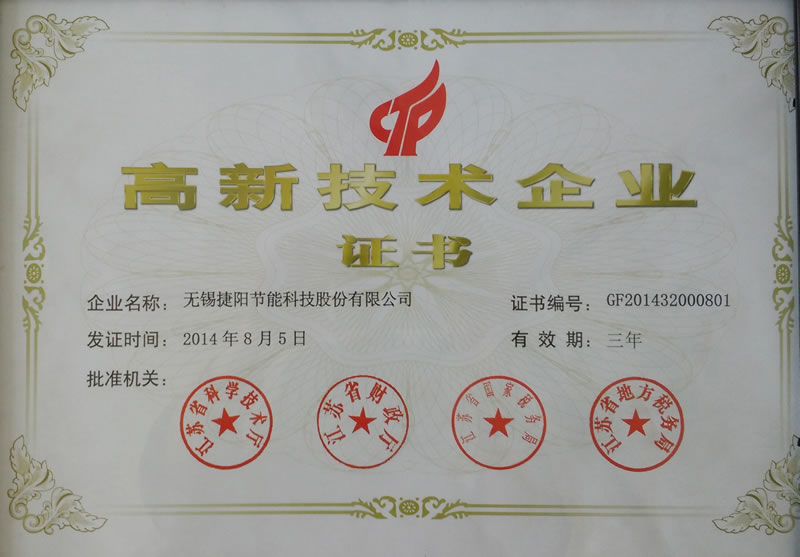 高新技术企业
证书
企业名称：无锡捷阳节能科技股份有限公司 证书编号：GF201432000801
发证时间：2014年8月5日 有效期：三年
批准机关：
江苏省科学技术厅
江苏省财政厅
江苏省国家税务局
江苏省地方税务局